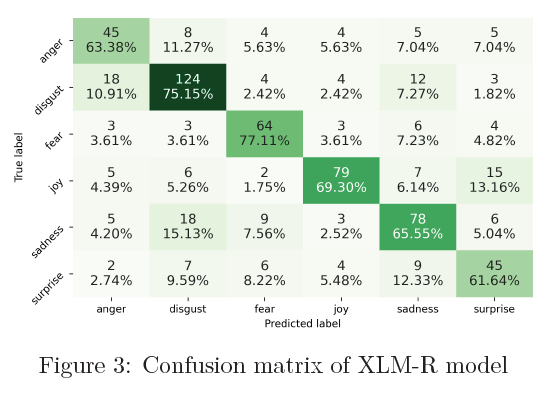 45 8 4 4 5 5
anger 63.38% 11.27% 5.63% 5.63% 7.04% 7.04%
18 124 4 4 12 3
disgust 10.91% 75.15% 2.42% 2.42% 7.27% 1.82%
3 3 64 3 6 4
fear 3.61% 3.61% 77.11% 3.61% 7.23% 4.82%
True label
5 6 2 79 7 15
joy 4.39% 5.26% 1.75% 69.30% 6.14% 13.16%
5 18 9 3 78 6
sadness 4.20% 15.13% 7.56% 2.52% 65.55% 5.04%
2 7 6 4 9 45
surprise 2.74% 9.59% 8.22% 5.48% 12.33% 61.64%
anger disgust fear joy sadness surprise
Predicted label
Figure 3: Confusion matrix of XLM-R model